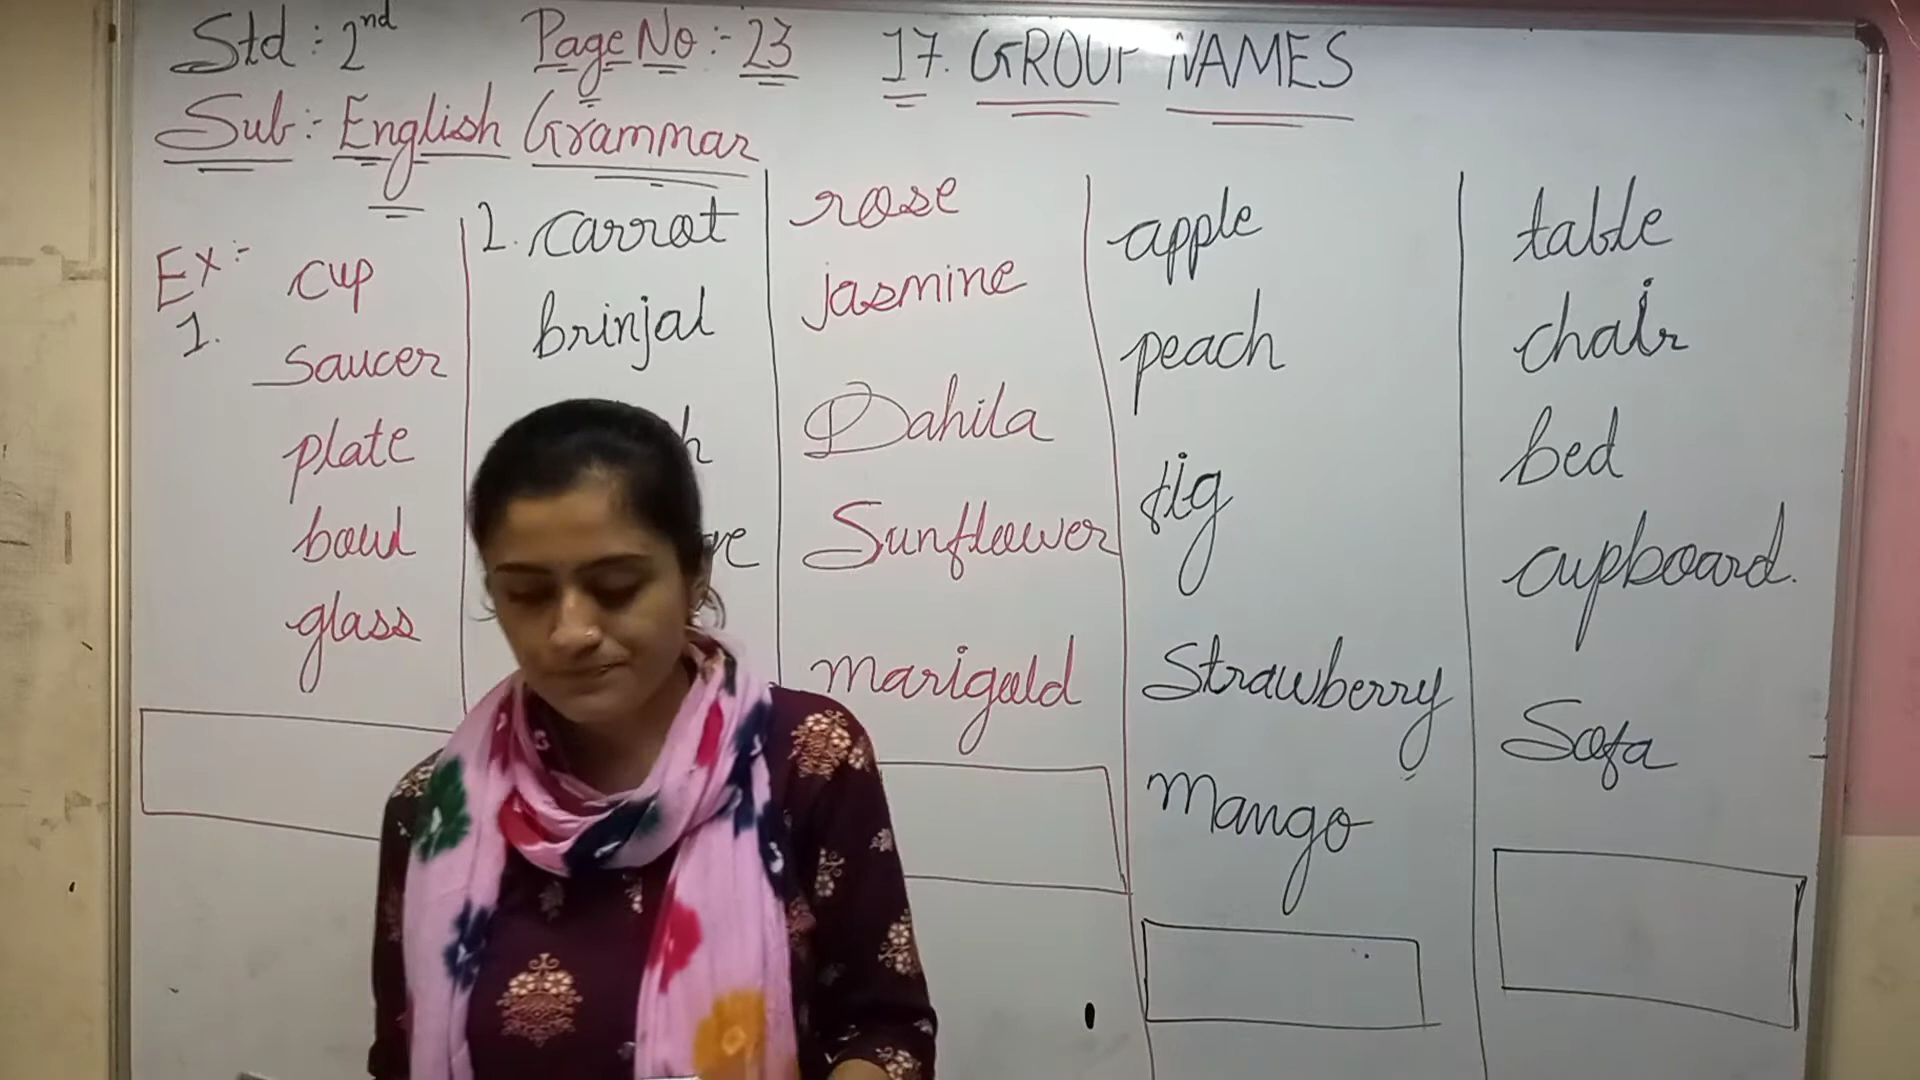 Std : 2nd
Page No :- 23
17. GROUP NAMES
Sub :- English Grammar
Ex :-
1.
cup
saucer
plate
boul
glass
2. carrot
brinjal
rose
jasmine
Dahila
Sunflower
marigold
apple
peach
fig
Strawberry
Mango
table
chair
bed
cupboard.
Sofa